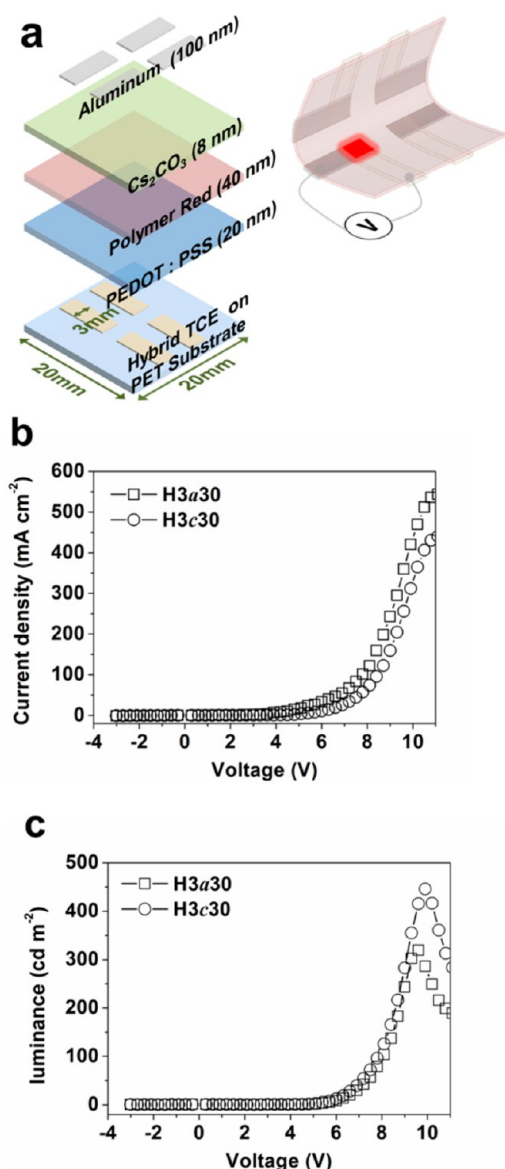 a
Aluminum (100 nm)
Cs₂CO₃ (8 nm)
Polymer Red (40 nm)
PEDOT : PSS (20 nm)
3mm
Hybrid TCE on
PET Substrate
20mm
20mm
V
b
600
500
400
300
200
100
0
Current density (mA cm⁻²)
H3a30
H3c30
-4 -2 0 2 4 6 8 10
Voltage (V)
c
500
400
300
200
100
0
luminance (cd m⁻²)
H3a30
H3c30
-4 -2 0 2 4 6 8 10
Voltage (V)